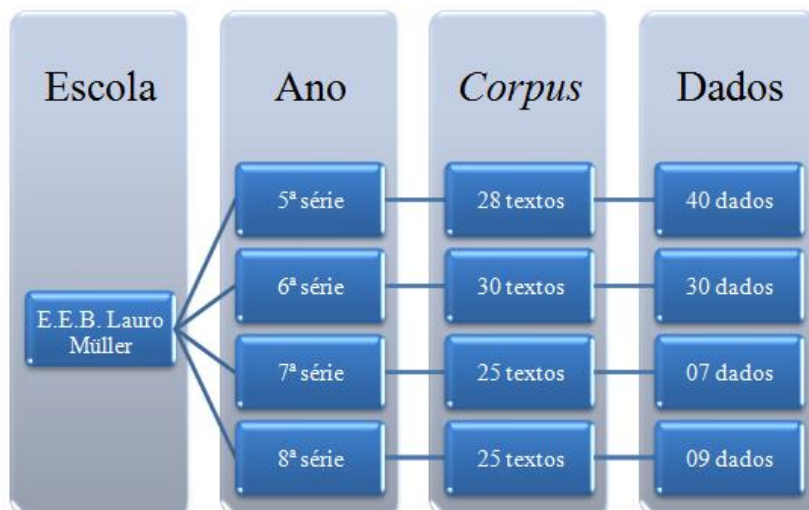 Escola
Ano
Corpus
Dados
E.E.B. Lauro
Müller
5ª série
28 textos
40 dados
6ª série
30 textos
30 dados
7ª série
25 textos
07 dados
8ª série
25 textos
09 dados